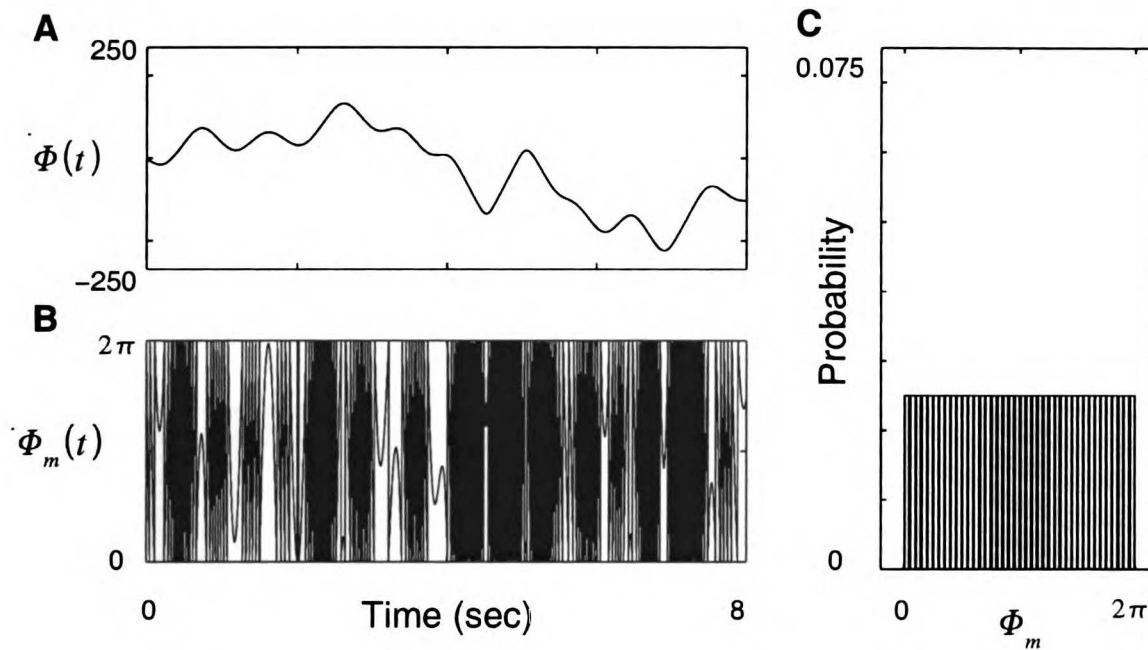 A
250
Φ(t)
−250
B
2π
Φm(t)
0
0
Time (sec)
8
C
0.075
Probability
0
0
Φm
2π